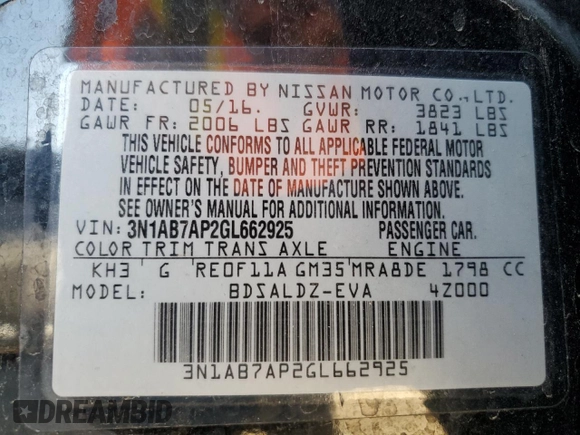 MANUFACTURED BY NISSAN MOTOR CO.,LTD.
DATE: 05/16. GVWR: 3823 LBS
GAWR FR: 2006 LBS GAWR RR: 1841 LBS
THIS VEHICLE CONFORMS TO ALL APPLICABLE FEDERAL MOTOR
VEHICLE SAFETY, BUMPER AND THEFT PREVENTION STANDARDS
IN EFFECT ON THE DATE OF MANUFACTURE SHOWN ABOVE.
SEE OWNER'S MANUAL FOR ADDITIONAL INFORMATION.
VIN: 3N1AB7AP2GL662925 PASSENGER CAR.
COLOR TRIM TRANS AXLE ENGINE
KH3 G RE0F11A GM35 MRA8DE 1798 CC
MODEL: BDSALDZ-EVA 4Z000
3N1AB7AP2GL662925
DREAMBID